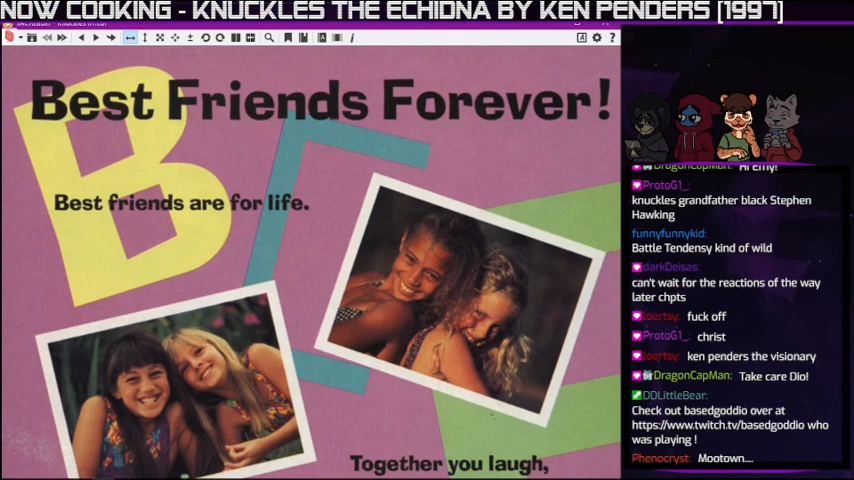 NOW COOKING - KNUCKLES THE ECHIDNA BY KEN PENDERS [1997]
Best Friends Forever!
Best friends are for life.
Together you laugh,
DragonCapMan: Hi Emy!
ProtoG1_:
knuckles grandfather black Stephen
Hawking
funnyfunnykid:
Battle Tendensy kind of wild
darkDeisas:
can't wait for the reactions of the way
later chpts
loertsy: fuck off
ProtoG1_: christ
loertsy: ken penders the visionary
DragonCapMan: Take care Dio!
DDLittleBear:
Check out basedgoddio over at
https://www.twitch.tv/basedgoddio who
was playing !
Phenocryst: Mootown....